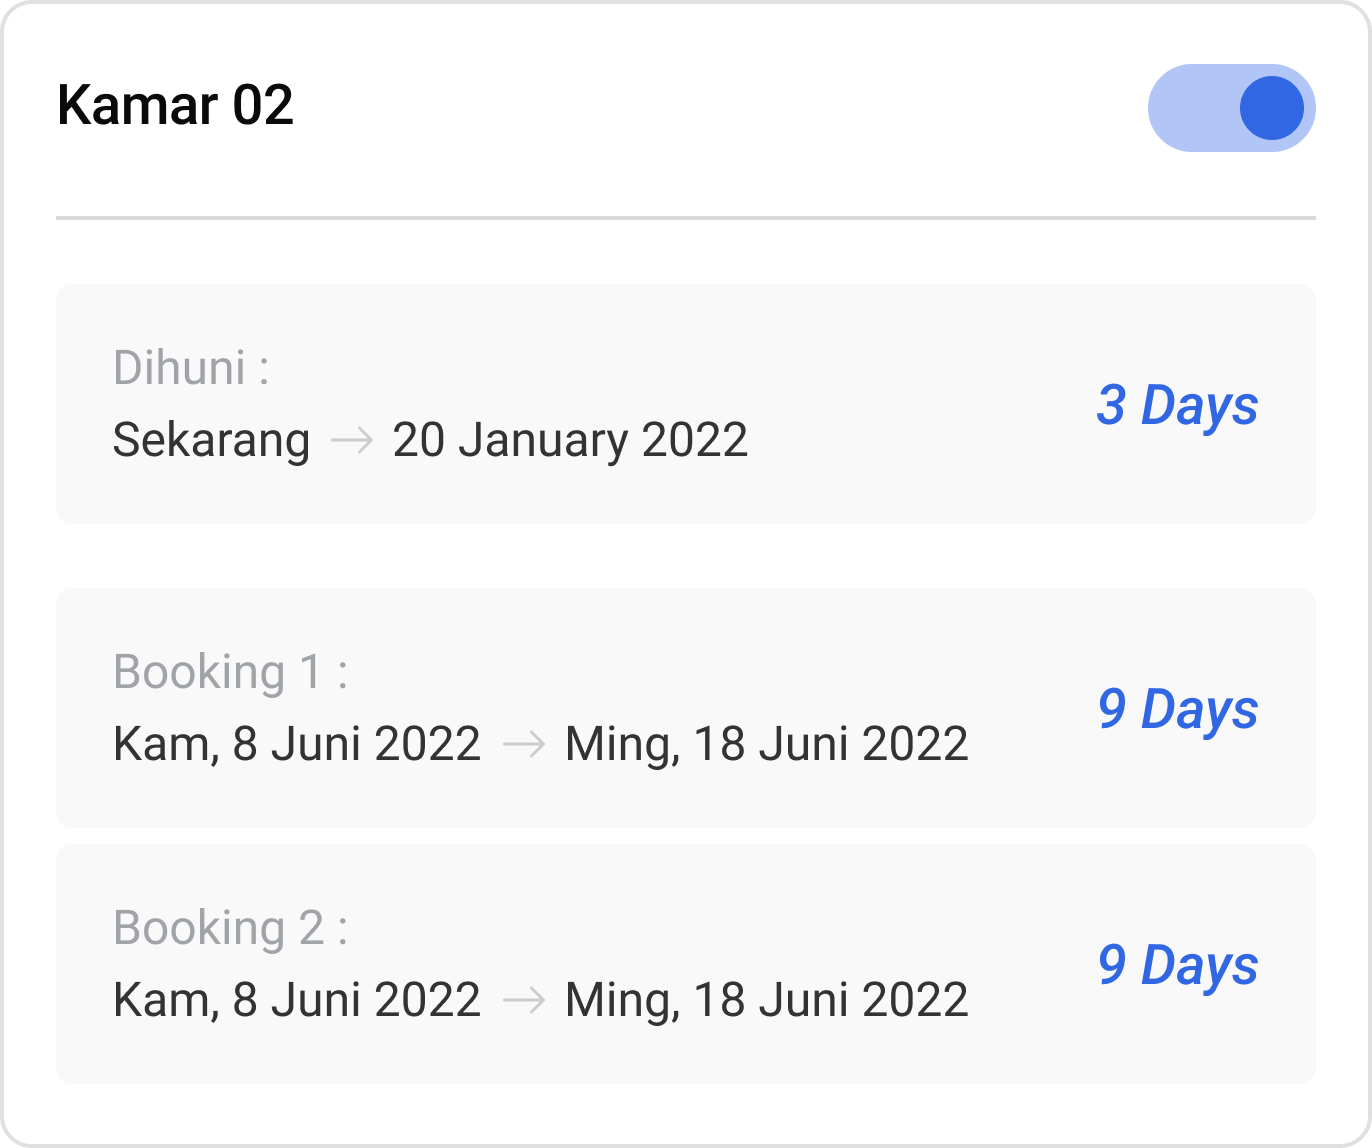 Kamar 02
Dihuni :
Sekarang → 20 January 2022
3 Days
Booking 1 :
Kam, 8 Juni 2022 → Ming, 18 Juni 2022
9 Days
Booking 2 :
Kam, 8 Juni 2022 → Ming, 18 Juni 2022
9 Days